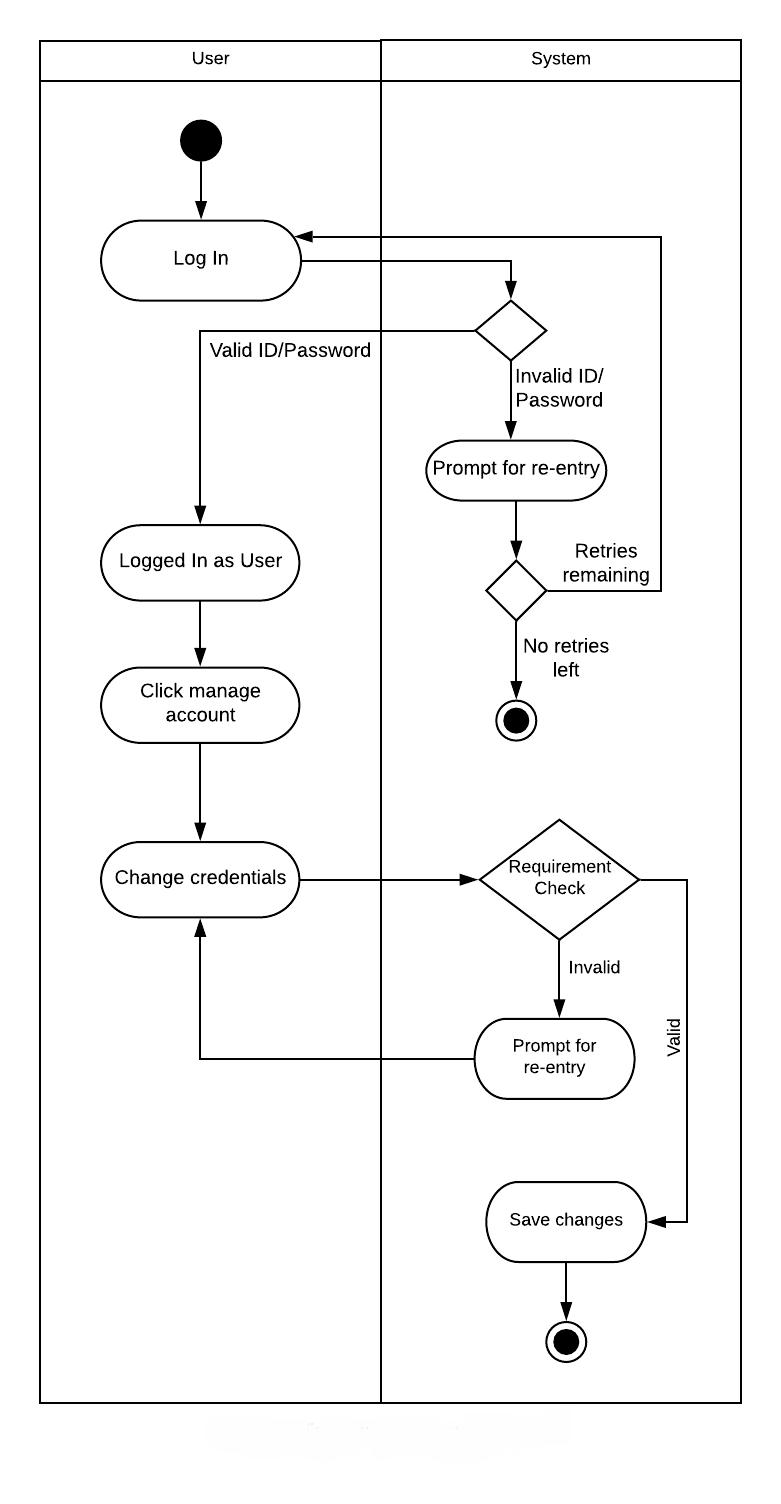 User
System
Log In
Valid ID/Password
Invalid ID/
Password
Prompt for re-entry
Retries
remaining
Logged In as User
No retries
left
Click manage
account
Change credentials
Requirement
Check
Invalid
Valid
Prompt for
re-entry
Save changes